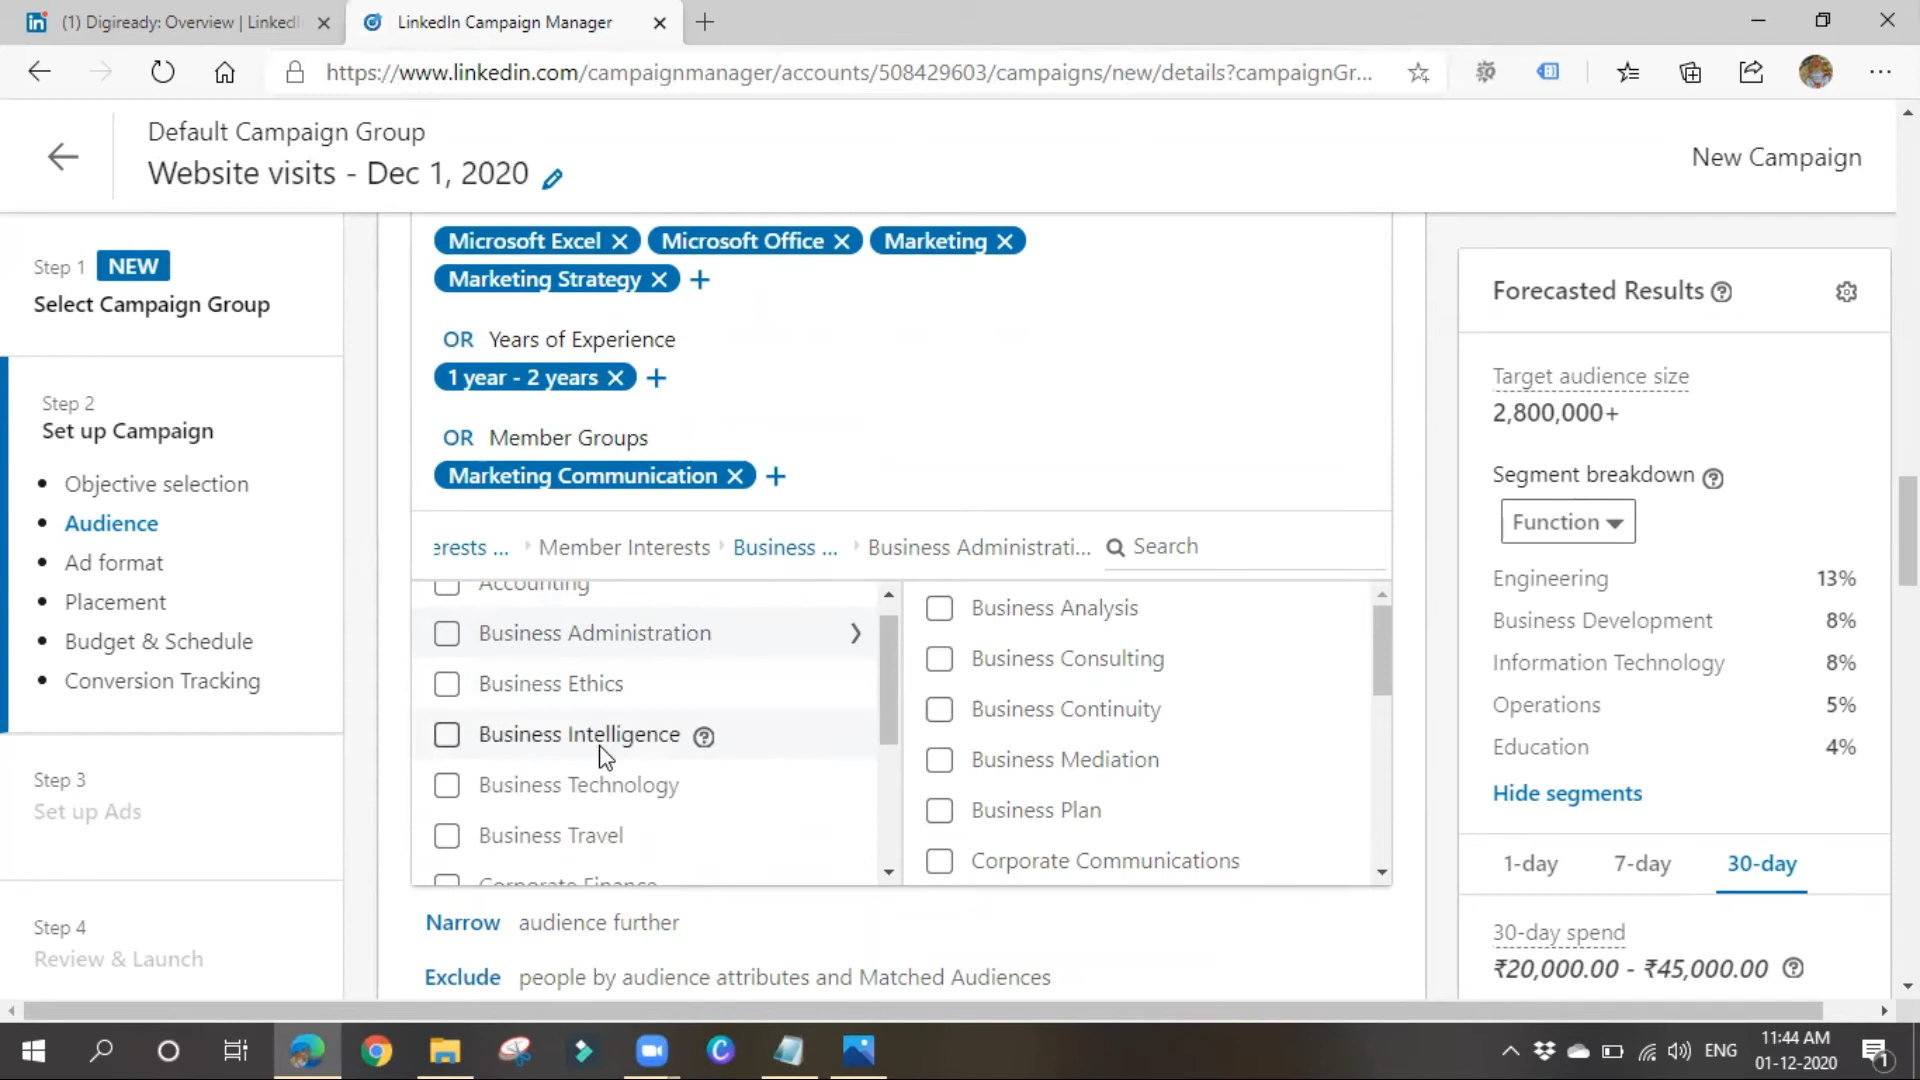 (1) Digiready: Overview | LinkedI
LinkedIn Campaign Manager
https://www.linkedin.com/campaignmanager/accounts/508429603/campaigns/new/details?campaignGr...
Default Campaign Group
Website visits - Dec 1, 2020
New Campaign
Step 1 NEW
Select Campaign Group
Step 2
Set up Campaign
Objective selection
Audience
Ad format
Placement
Budget & Schedule
Conversion Tracking
Step 3
Set up Ads
Step 4
Review & Launch
Microsoft Excel Microsoft Office Marketing
Marketing Strategy
OR Years of Experience
1 year - 2 years
OR Member Groups
Marketing Communication
erests ... Member Interests Business ... Business Administrati... Search
Accounting
Business Administration
Business Ethics
Business Intelligence
Business Technology
Business Travel
Corporate Finance
Business Analysis
Business Consulting
Business Continuity
Business Mediation
Business Plan
Corporate Communications
Narrow audience further
Exclude people by audience attributes and Matched Audiences
Forecasted Results
Target audience size
2,800,000+
Segment breakdown
Function
Engineering 13%
Business Development 8%
Information Technology 8%
Operations 5%
Education 4%
Hide segments
1-day 7-day 30-day
30-day spend
₹20,000.00 - ₹45,000.00
ENG
11:44 AM
01-12-2020
1